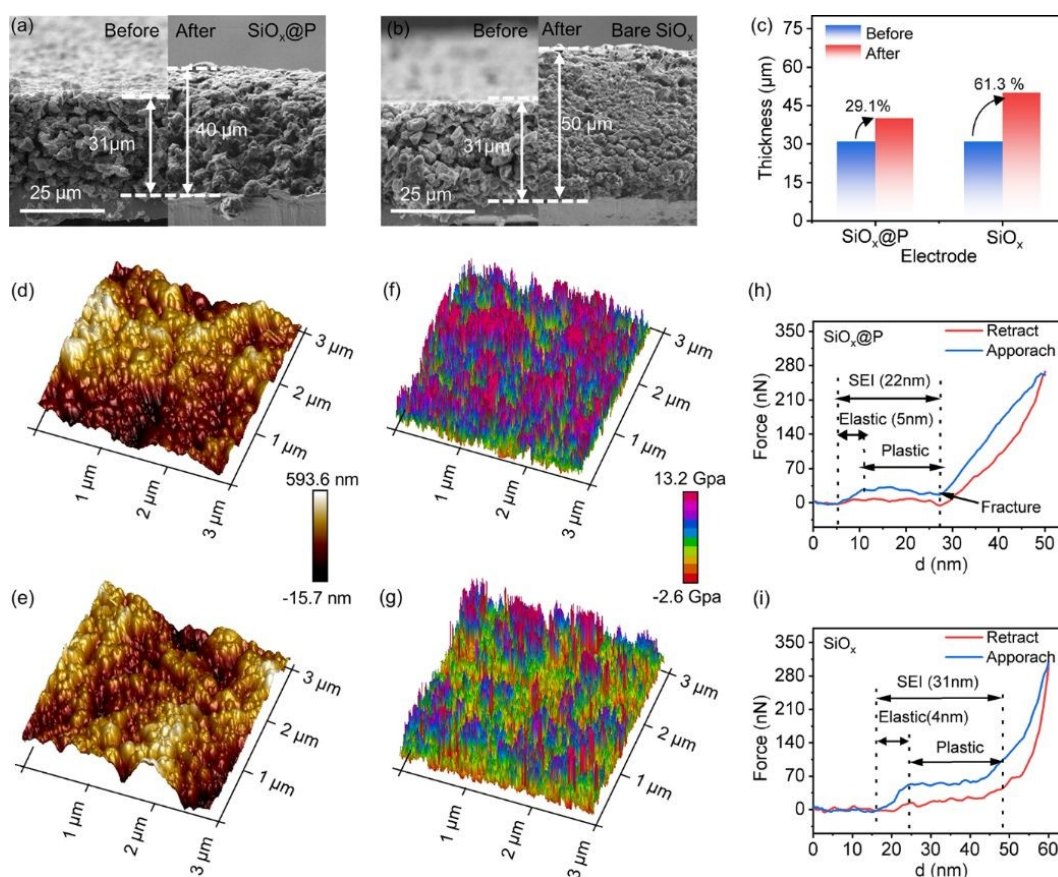 (a)
Before
After
SiOₓ@P
31µm
40 µm
25 µm
(b)
Before
After
Bare SiOₓ
31µm
50 µm
25 µm
(c)
Before
After
Thickness (µm)
75
60
45
30
15
0
29.1%
61.3 %
SiOₓ@P
SiOₓ
Electrode
(d)
3 µm
2 µm
1 µm
1 µm
2 µm
3 µm
593.6 nm
-15.7 nm
(f)
3 µm
2 µm
1 µm
1 µm
2 µm
3 µm
13.2 Gpa
-2.6 Gpa
(h)
SiOₓ@P
Retract
Apporach
SEI (22nm)
Elastic (5nm)
Plastic
Fracture
Force (nN)
350
280
210
140
70
0
0 10 20 30 40 50
d (nm)
(e)
3 µm
2 µm
1 µm
1 µm
2 µm
3 µm
(g)
3 µm
2 µm
1 µm
1 µm
2 µm
3 µm
(i)
SiOₓ
Retract
Apporach
SEI (31nm)
Elastic(4nm)
Plastic
Force (nN)
350
280
210
140
70
0
0 10 20 30 40 50 60
d (nm)